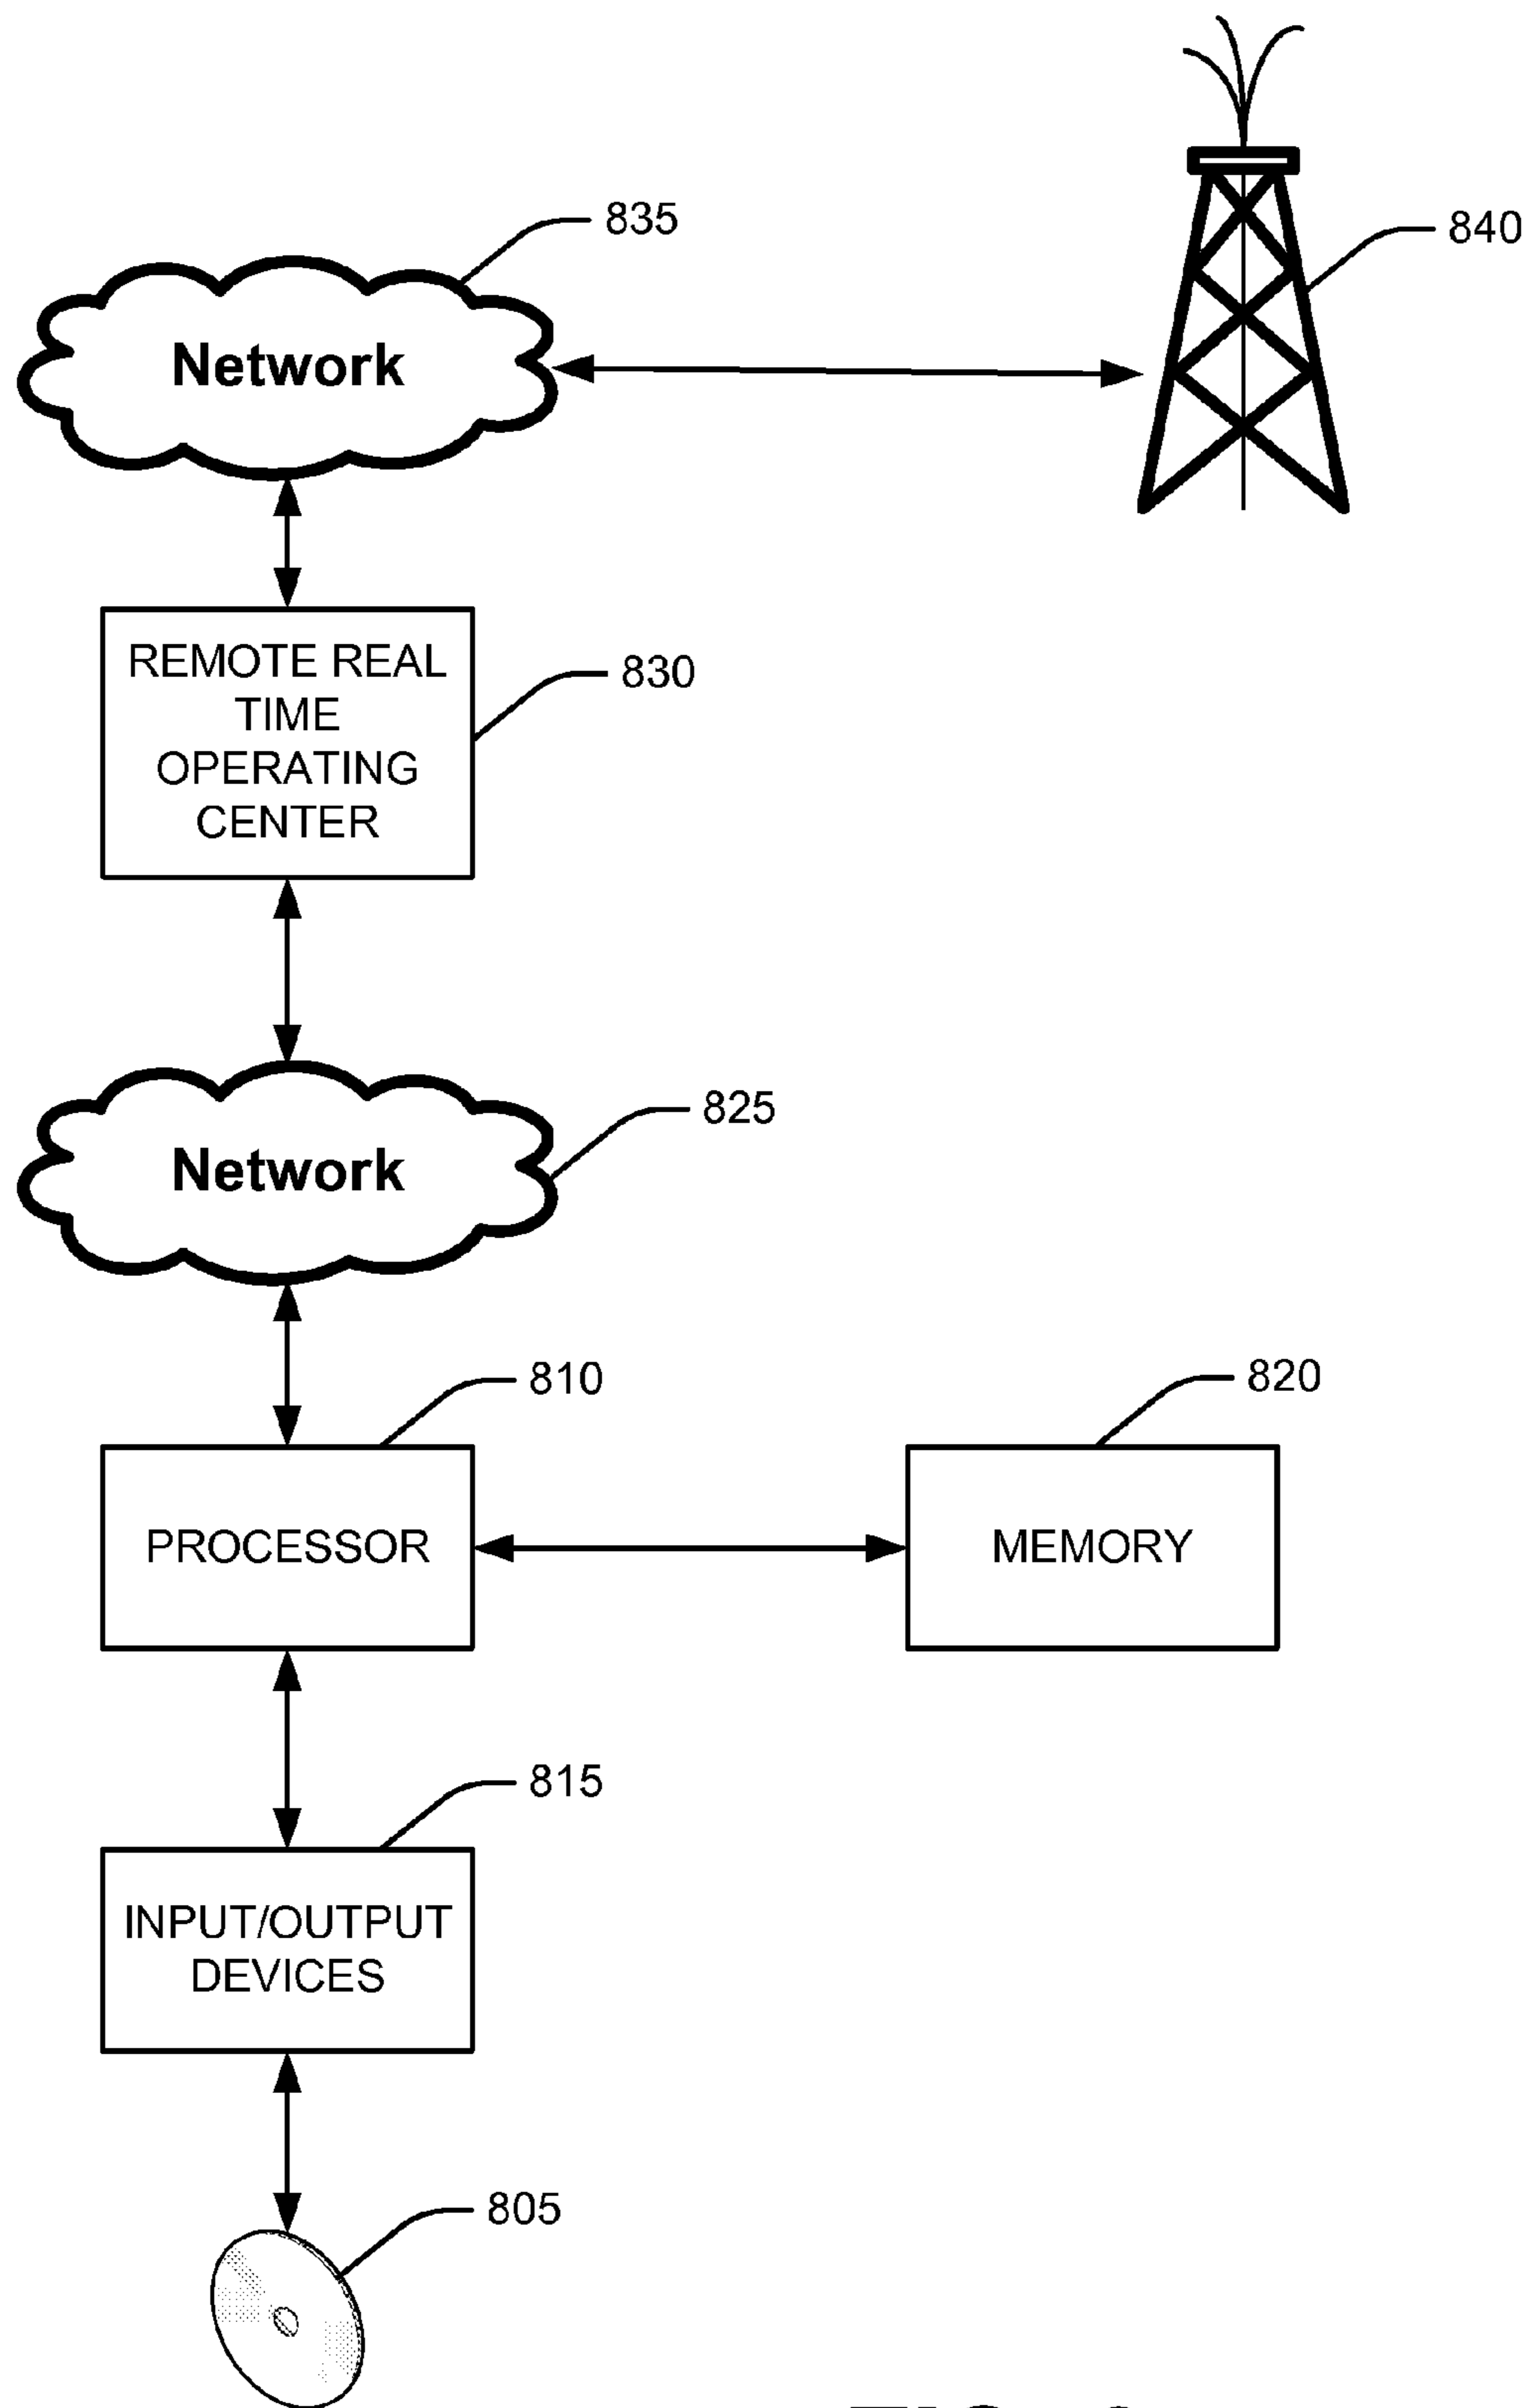 835
840
Network
REMOTE REAL
TIME
OPERATING
CENTER
830
825
Network
810
820
PROCESSOR
MEMORY
815
INPUT/OUTPUT
DEVICES
805